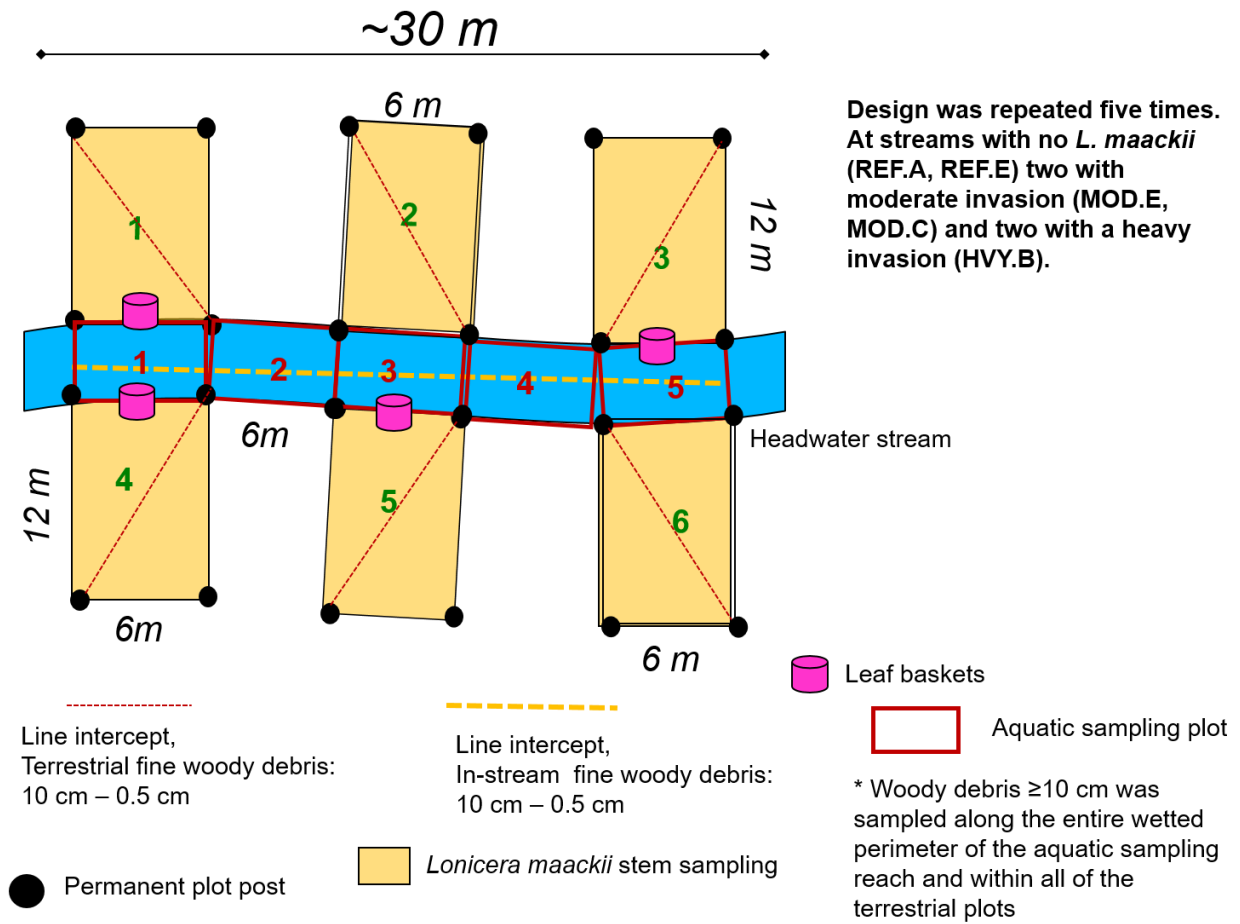 ~30 m
6 m
Design was repeated five times.
At streams with no L. maackii
(REF.A, REF.E) two with
moderate invasion (MOD.E,
MOD.C) and two with a heavy
invasion (HVY.B).
1
2
3
12 m
1
2
3
4
5
6m
Headwater stream
12 m
4
5
6
6m
6 m
Leaf baskets
Line intercept,
Terrestrial fine woody debris:
10 cm – 0.5 cm
Line intercept,
In-stream fine woody debris:
10 cm – 0.5 cm
Aquatic sampling plot
* Woody debris ≥10 cm was
sampled along the entire wetted
perimeter of the aquatic sampling
reach and within all of the
terrestrial plots
Lonicera maackii stem sampling
Permanent plot post